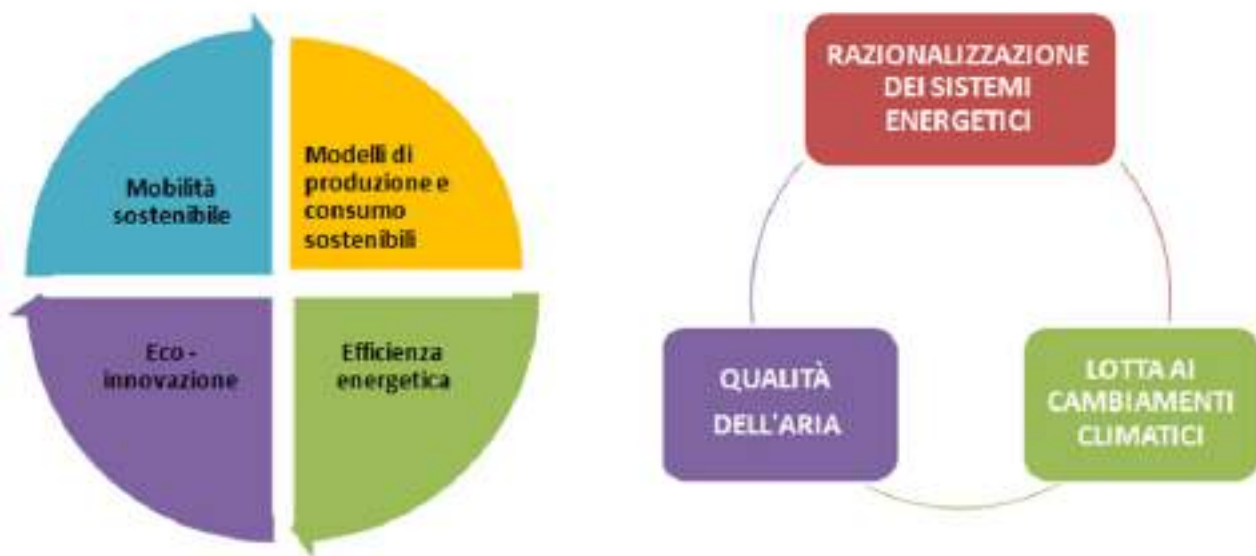 Mobilità
sostenibile
Modelli di
produzione e
consumo
sostenibili
Eco -
innovazione
Efficienza
energetica
RAZIONALIZZAZIONE
DEI SISTEMI
ENERGETICI
QUALITÀ
DELL'ARIA
LOTTA AI
CAMBIAMENTI
CLIMATICI